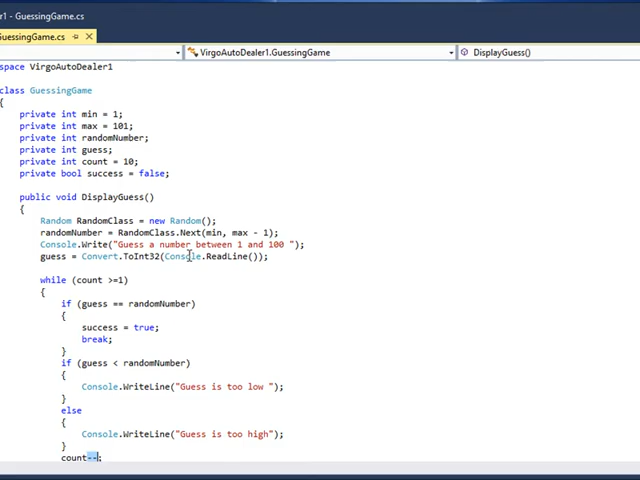 r1 - GuessingGame.cs
GuessingGame.cs
VirgoAutoDealer1.GuessingGame DisplayGuess()
space VirgoAutoDealer1
class GuessingGame
{
private int min = 1;
private int max = 101;
private int randomNumber;
private int guess;
private int count = 10;
private bool success = false;
public void DisplayGuess()
{
Random RandomClass = new Random();
randomNumber = RandomClass.Next(min, max - 1);
Console.Write("Guess a number between 1 and 100 ");
guess = Convert.ToInt32(Console.ReadLine());
while (count >=1)
{
if (guess == randomNumber)
{
success = true;
break;
}
if (guess < randomNumber)
{
Console.WriteLine("Guess is too low ");
}
else
{
Console.WriteLine("Guess is too high");
}
count--;